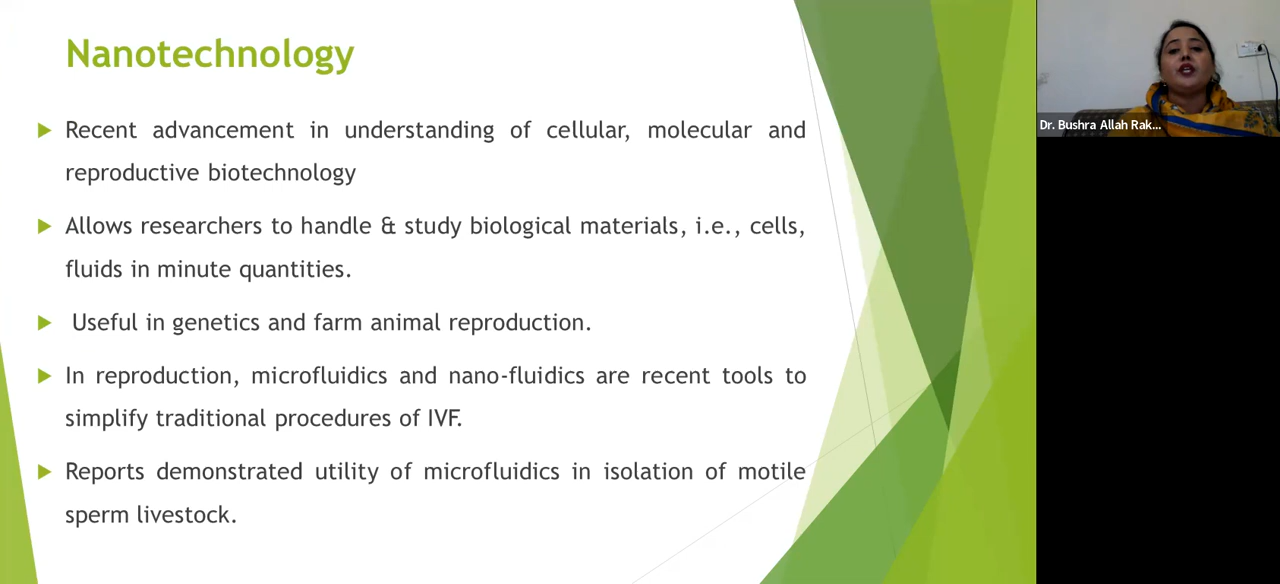 Nanotechnology
Recent advancement in understanding of cellular, molecular and
reproductive biotechnology
Allows researchers to handle & study biological materials, i.e., cells,
fluids in minute quantities.
Useful in genetics and farm animal reproduction.
In reproduction, microfluidics and nano-fluidics are recent tools to
simplify traditional procedures of IVF.
Reports demonstrated utility of microfluidics in isolation of motile
sperm livestock.
Dr. Bushra Allah Rak...